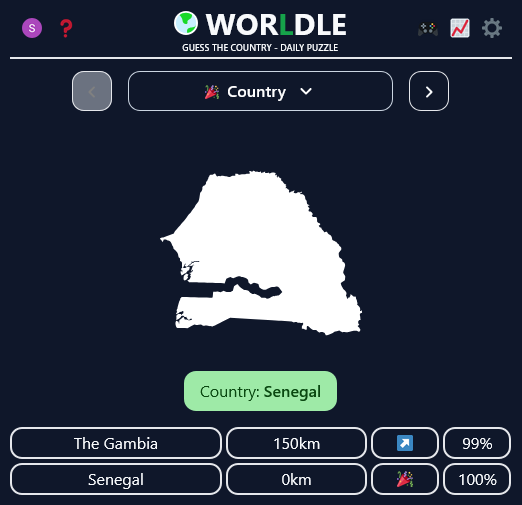 S ? WORLDLE
GUESS THE COUNTRY - DAILY PUZZLE
Country
Country: Senegal
The Gambia 150km 99%
Senegal 0km 100%